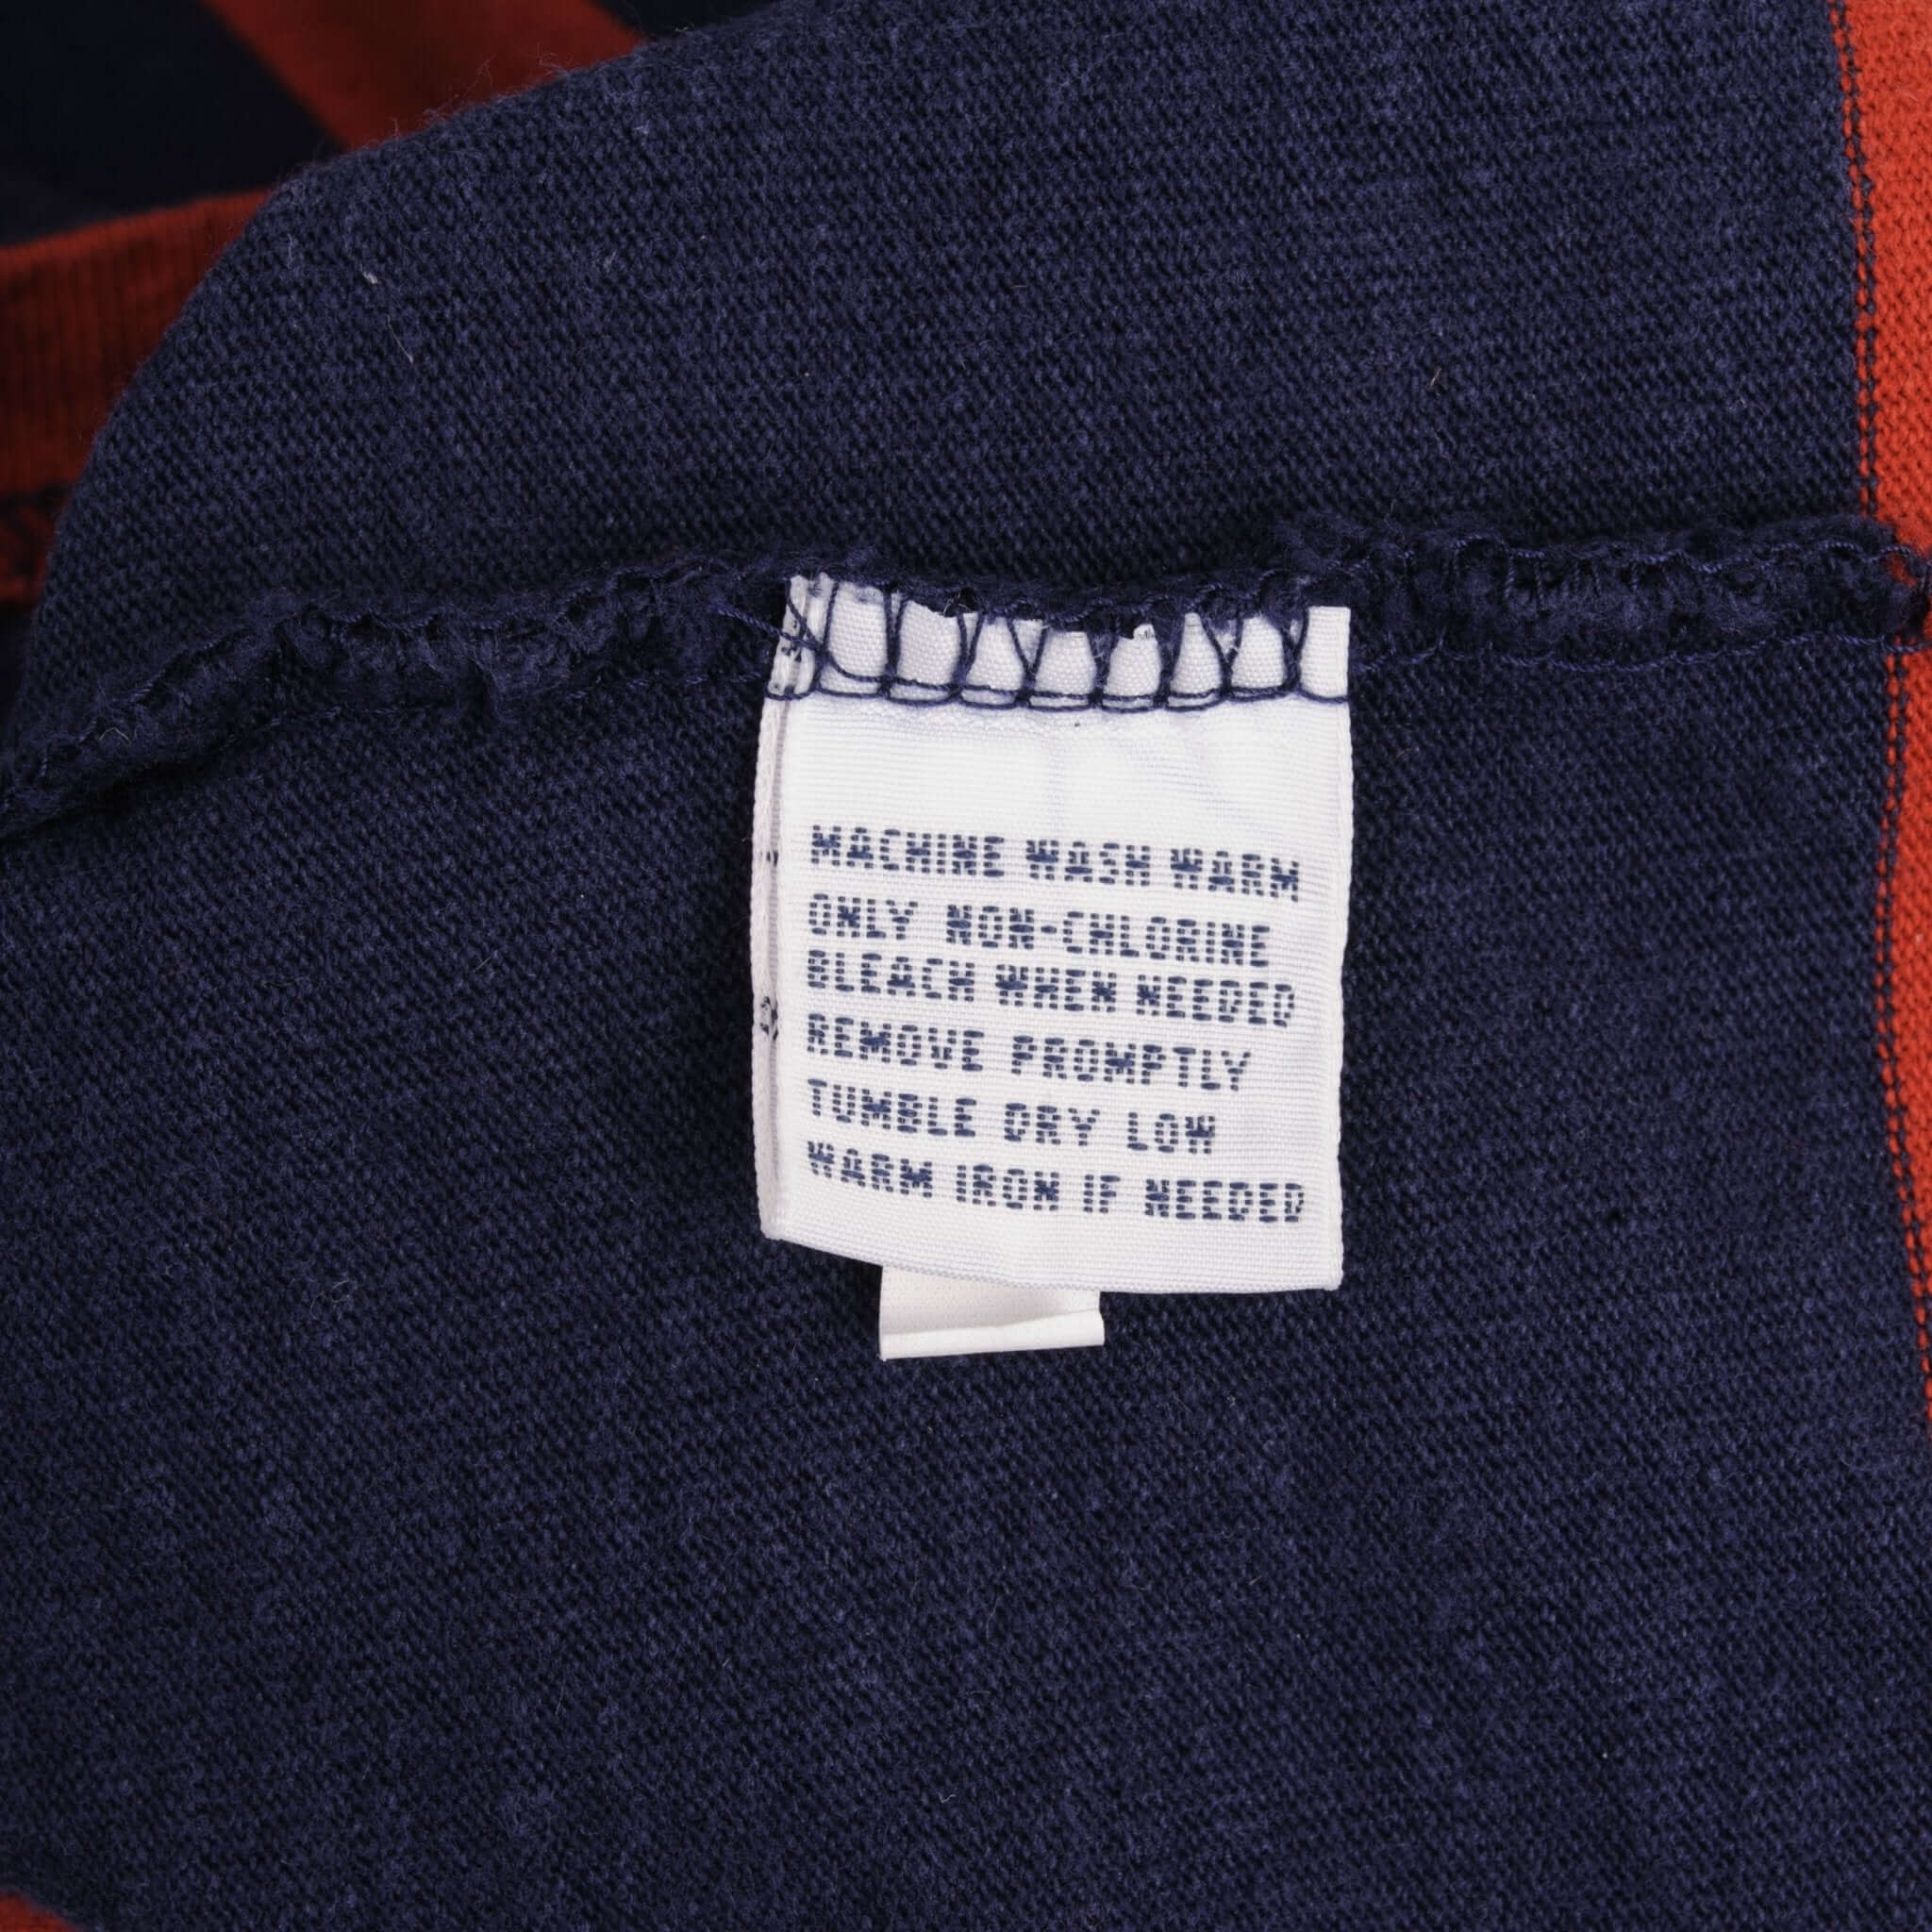 MACHINE WASH WARM
ONLY NON-CHLORINE
BLEACH WHEN NEEDED
REMOVE PROMPTLY
TUMBLE DRY LOW
WARM IRON IF NEEDED